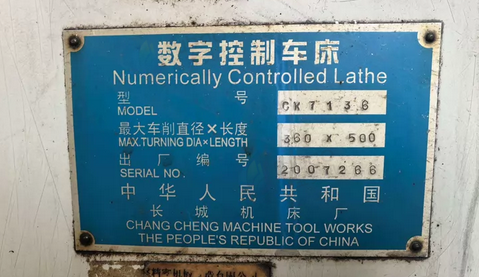 数字控制车床
Numerically Controlled Lathe
型 号 CK7136
MODEL
最大车削直径×长度 360 X 500
MAX.TURNING DIA×LENGTH
出 厂 编 号 2007266
SERIAL NO.
中华人民共和国
长城机床厂
CHANG CHENG MACHINE TOOL WORKS
THE PEOPLE'S REPUBLIC OF CHINA